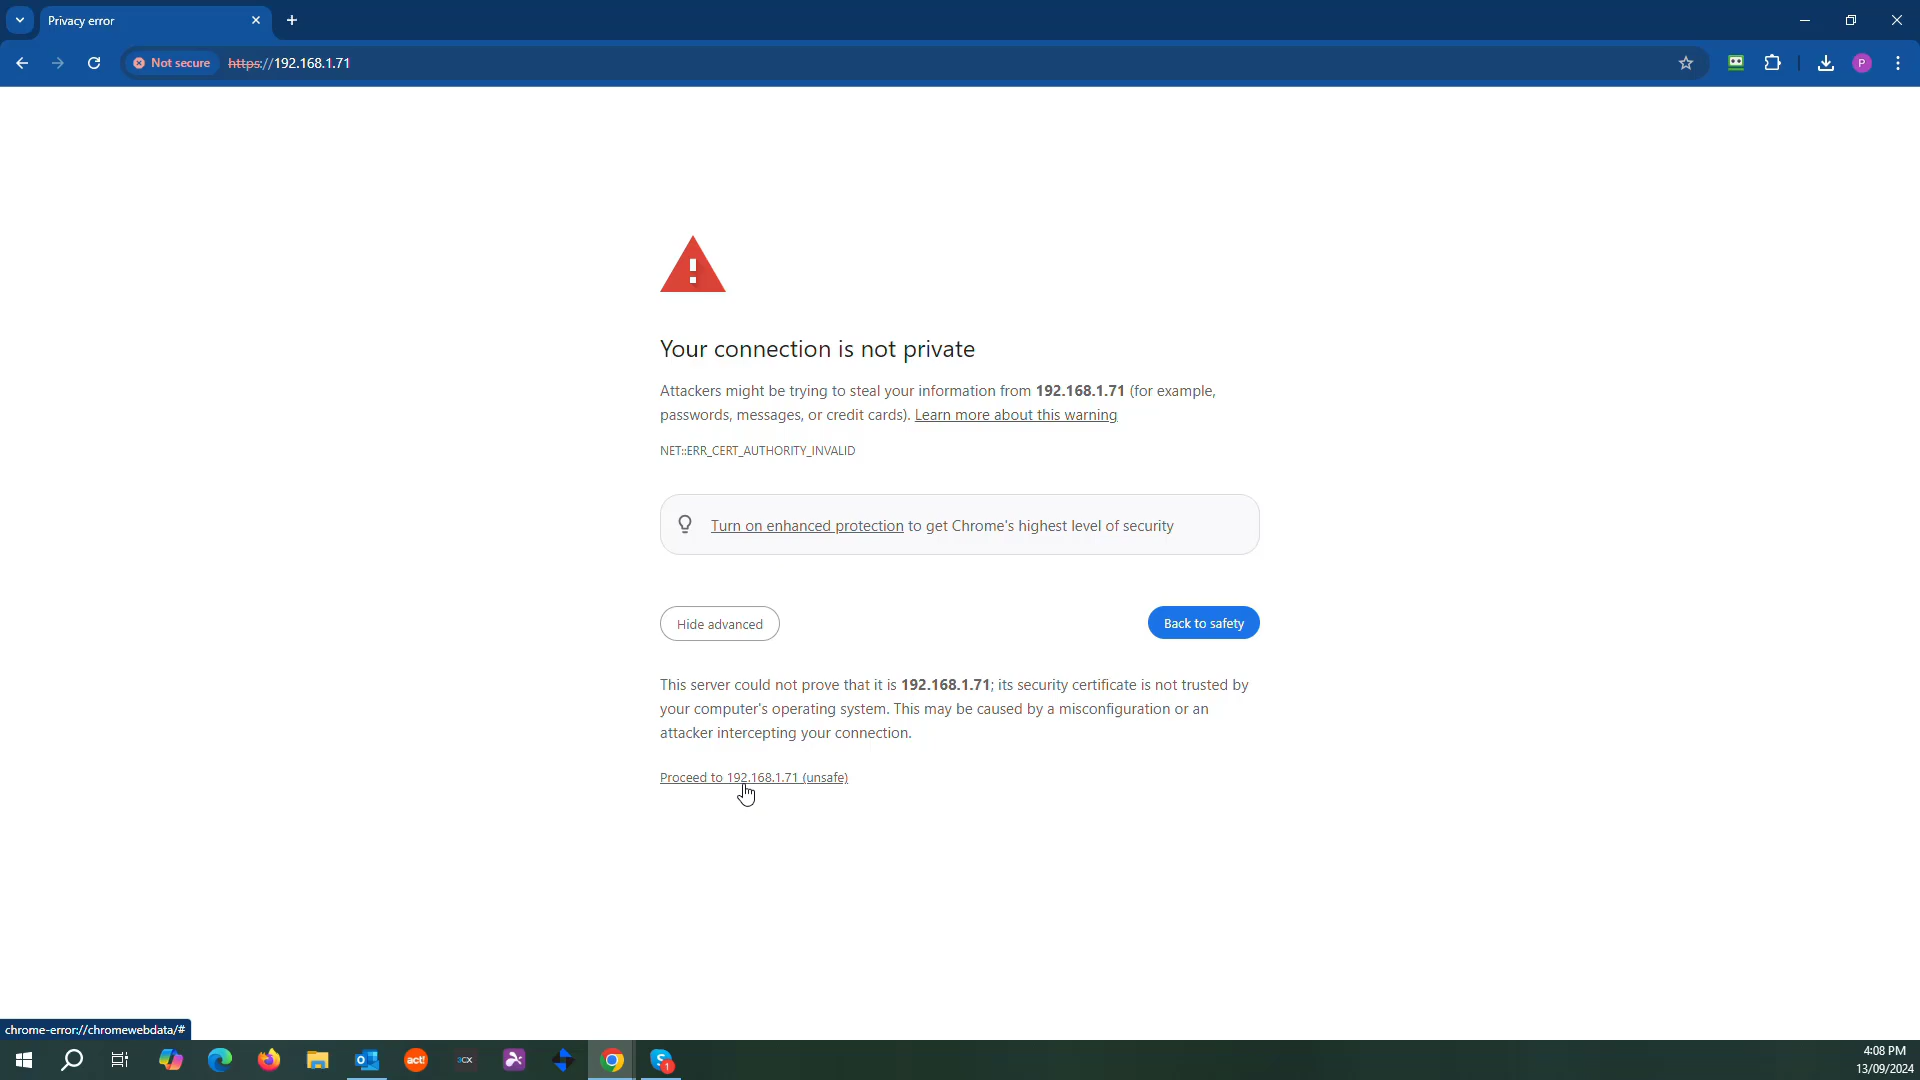 Privacy error
Not secure
https://192.168.1.71
P
Your connection is not private
Attackers might be trying to steal your information from 192.168.1.71 (for example,
passwords, messages, or credit cards). Learn more about this warning
NET::ERR_CERT_AUTHORITY_INVALID
Turn on enhanced protection to get Chrome's highest level of security
Hide advanced
Back to safety
This server could not prove that it is 192.168.1.71; its security certificate is not trusted by
your computer's operating system. This may be caused by a misconfiguration or an
attacker intercepting your connection.
Proceed to 192.168.1.71 (unsafe)
chrome-error://chromewebdata/#
act!
3CX
1
4:08 PM
13/09/2024